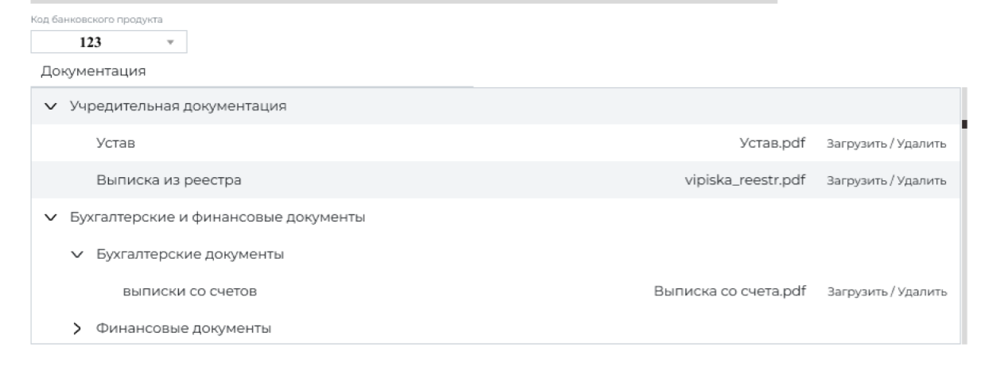 Код банковского продукта
123
Документация
Учредительная документация
Устав Устав.pdf Загрузить / Удалить
Выписка из реестра vipiska_reestr.pdf Загрузить / Удалить
Бухгалтерские и финансовые документы
Бухгалтерские документы
выписки со счетов Выписка со счета.pdf Загрузить / Удалить
Финансовые документы